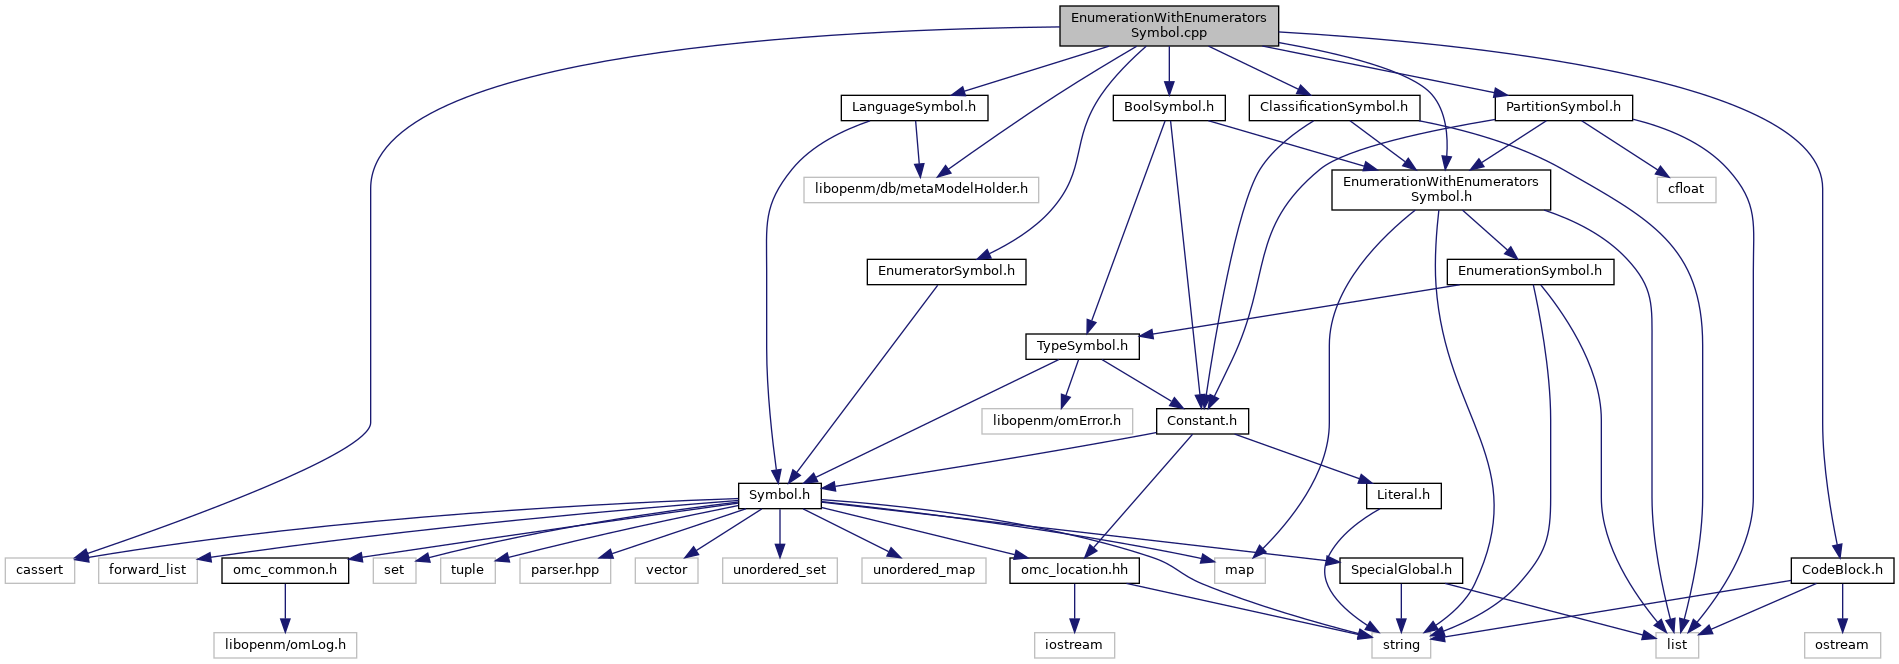 EnumerationWithEnumerators
Symbol.cpp
LanguageSymbol.h
BoolSymbol.h
ClassificationSymbol.h
PartitionSymbol.h
libopenm/db/metaModelHolder.h
EnumerationWithEnumerators
Symbol.h
cfloat
EnumeratorSymbol.h
EnumerationSymbol.h
TypeSymbol.h
libopenm/omError.h
Constant.h
Symbol.h
Literal.h
cassert
forward_list
omc_common.h
set
tuple
parser.hpp
vector
unordered_set
unordered_map
omc_location.hh
map
SpecialGlobal.h
CodeBlock.h
libopenm/omLog.h
iostream
string
list
ostream